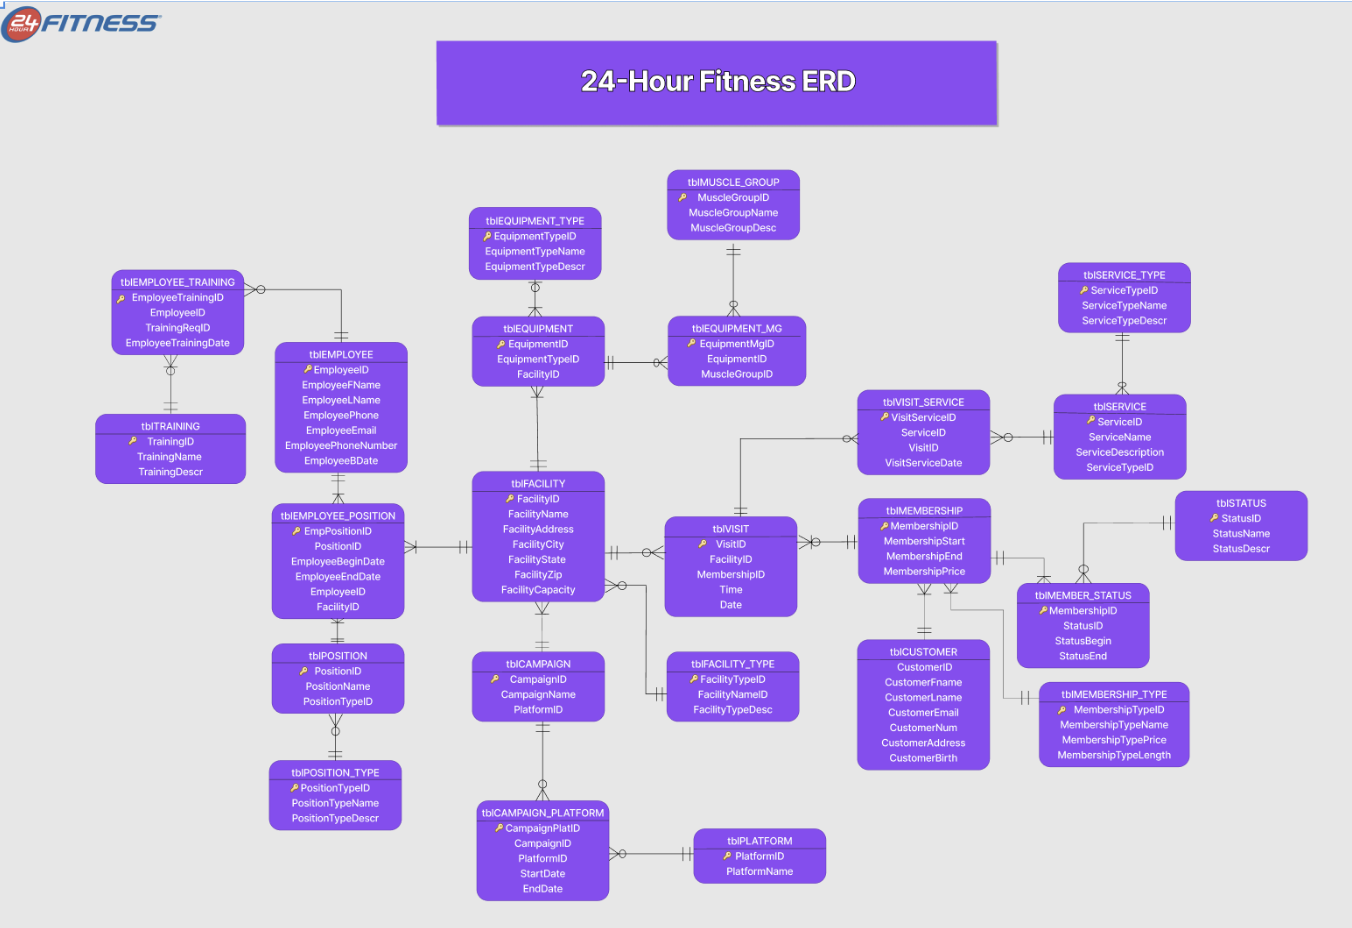 24 HOUR FITNESS
24-Hour Fitness ERD
tblMUSCLE_GROUP
MuscleGroupID
MuscleGroupName
MuscleGroupDesc
tblEQUIPMENT_TYPE
EquipmentTypeID
EquipmentTypeName
EquipmentTypeDescr
tblEMPLOYEE_TRAINING
EmployeeTrainingID
EmployeeID
TrainingReqID
EmployeeTrainingDate
tblSERVICE_TYPE
ServiceTypeID
ServiceTypeName
ServiceTypeDescr
tblEQUIPMENT
EquipmentID
EquipmentTypeID
FacilityID
tblEQUIPMENT_MG
EquipmentMgID
EquipmentID
MuscleGroupID
tblEMPLOYEE
EmployeeID
EmployeeFName
EmployeeLName
EmployeePhone
EmployeeEmail
EmployeePhoneNumber
EmployeeBDate
tblTRAINING
TrainingID
TrainingName
TrainingDescr
tblVISIT_SERVICE
VisitServiceID
ServiceID
VisitID
VisitServiceDate
tblSERVICE
ServiceID
ServiceName
ServiceDescription
ServiceTypeID
tblFACILITY
FacilityID
FacilityName
FacilityAddress
FacilityCity
FacilityState
FacilityZip
FacilityCapacity
tblEMPLOYEE_POSITION
EmpPositionID
PositionID
EmployeeBeginDate
EmployeeEndDate
EmployeeID
FacilityID
tblVISIT
VisitID
FacilityID
MembershipID
Time
Date
tblMEMBERSHIP
MembershipID
MembershipStart
MembershipEnd
MembershipPrice
tblSTATUS
StatusID
StatusName
StatusDescr
tblMEMBER_STATUS
MembershipID
StatusID
StatusBegin
StatusEnd
tblPOSITION
PositionID
PositionName
PositionTypeID
tblCAMPAIGN
CampaignID
CampaignName
PlatformID
tblFACILITY_TYPE
FacilityTypeID
FacilityNameID
FacilityTypeDesc
tblCUSTOMER
CustomerID
CustomerFname
CustomerLname
CustomerEmail
CustomerNum
CustomerAddress
CustomerBirth
tblMEMBERSHIP_TYPE
MembershipTypeID
MembershipTypeName
MembershipTypePrice
MembershipTypeLength
tblPOSITION_TYPE
PositionTypeID
PositionTypeName
PositionTypeDescr
tblCAMPAIGN_PLATFORM
CampaignPlatID
CampaignID
PlatformID
StartDate
EndDate
tblPLATFORM
PlatformID
PlatformName